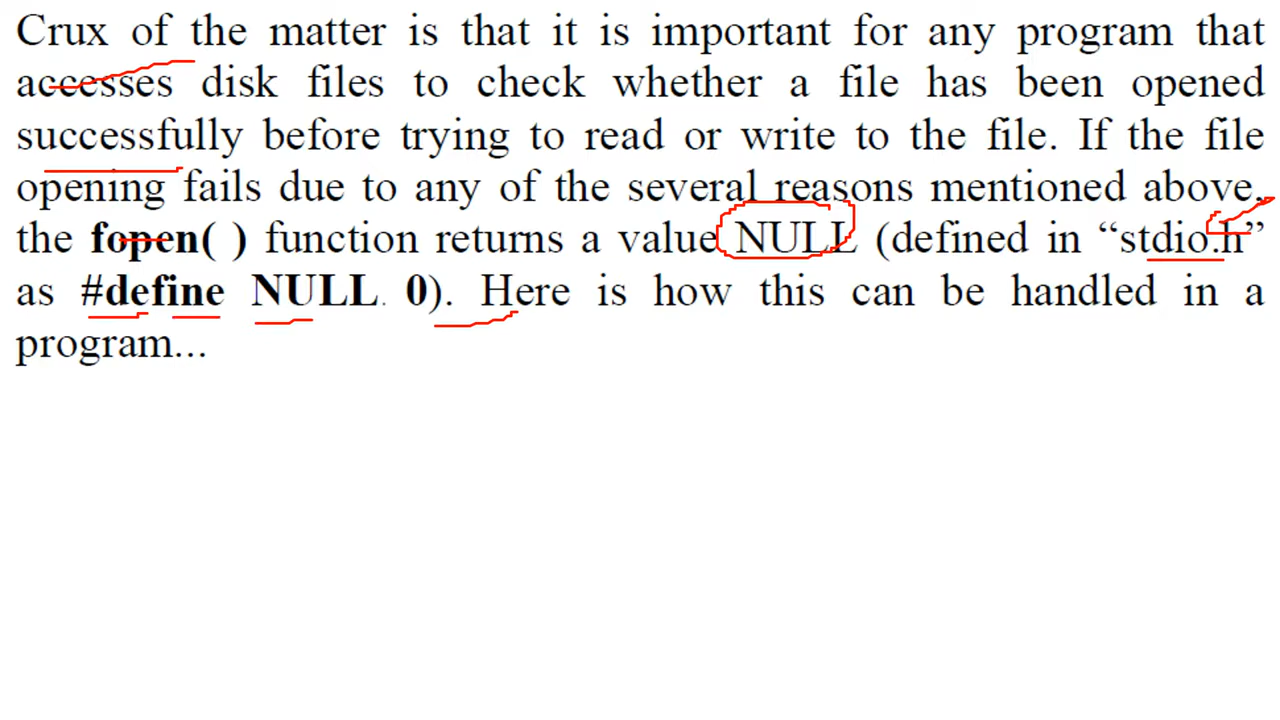 Crux of the matter is that it is important for any program that
accesses disk files to check whether a file has been opened
successfully before trying to read or write to the file. If the file
opening fails due to any of the several reasons mentioned above,
the fopen( ) function returns a value NULL (defined in “stdio.h”
as #define NULL 0). Here is how this can be handled in a
program...